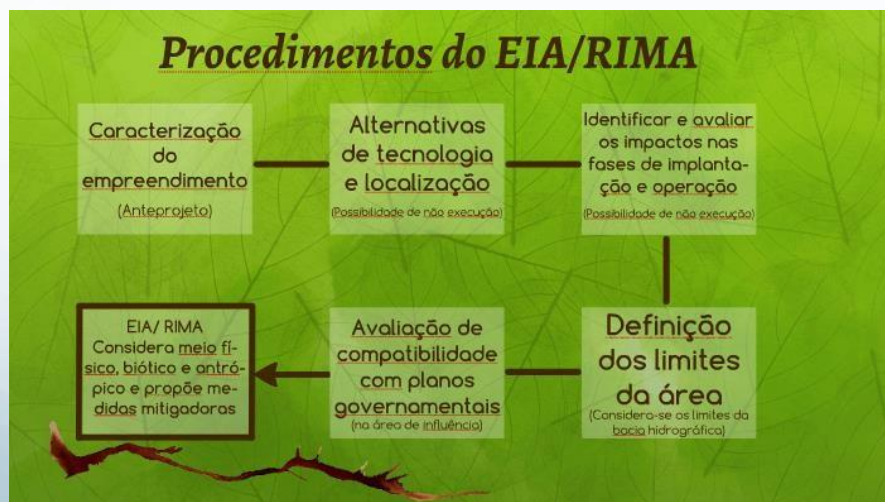 Procedimentos do EIA/RIMA
Caracterização
do
empreendimento
(Anteprojeto)
Alternativas
de tecnologia
e localização
(Possibilidade de não execução)
Identificar e avaliar
os impactos nas
fases de implanta-
ção e operação
(Possibilidade de não execução)
Definição
dos limites
da área
(Considera-se os limites da
bacia hidrográfica)
Avaliação de
compatibilidade
com planos
governamentais
(na área de influência)
EIA/ RIMA
Considera meio fí-
sico, biótico e antró-
pico e propõe me-
didas mitigadoras